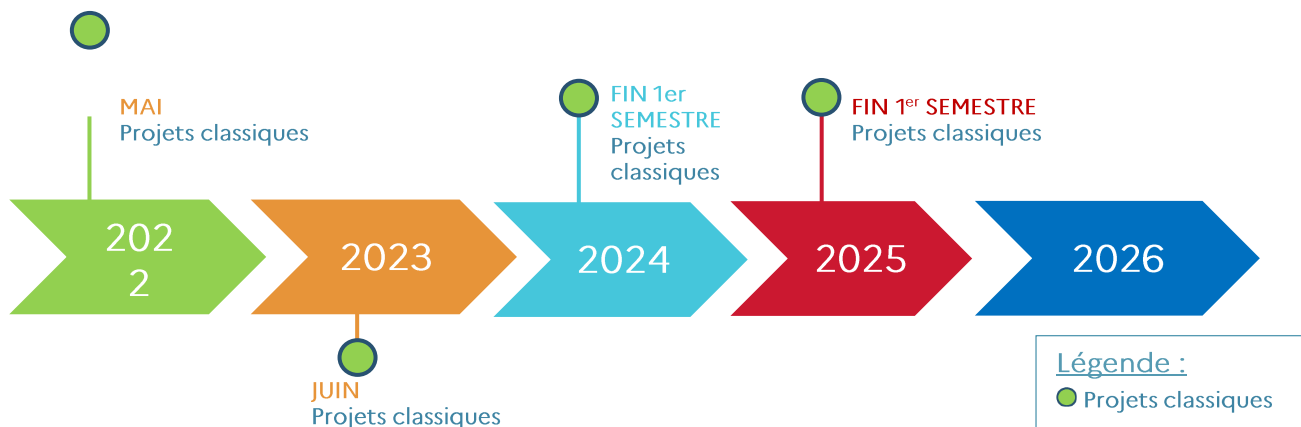 MAI
Projets classiques
FIN 1er
SEMESTRE
Projets
classiques
FIN 1er SEMESTRE
Projets classiques
202
2
2023
2024
2025
2026
JUIN
Projets classiques
Légende :
Projets classiques